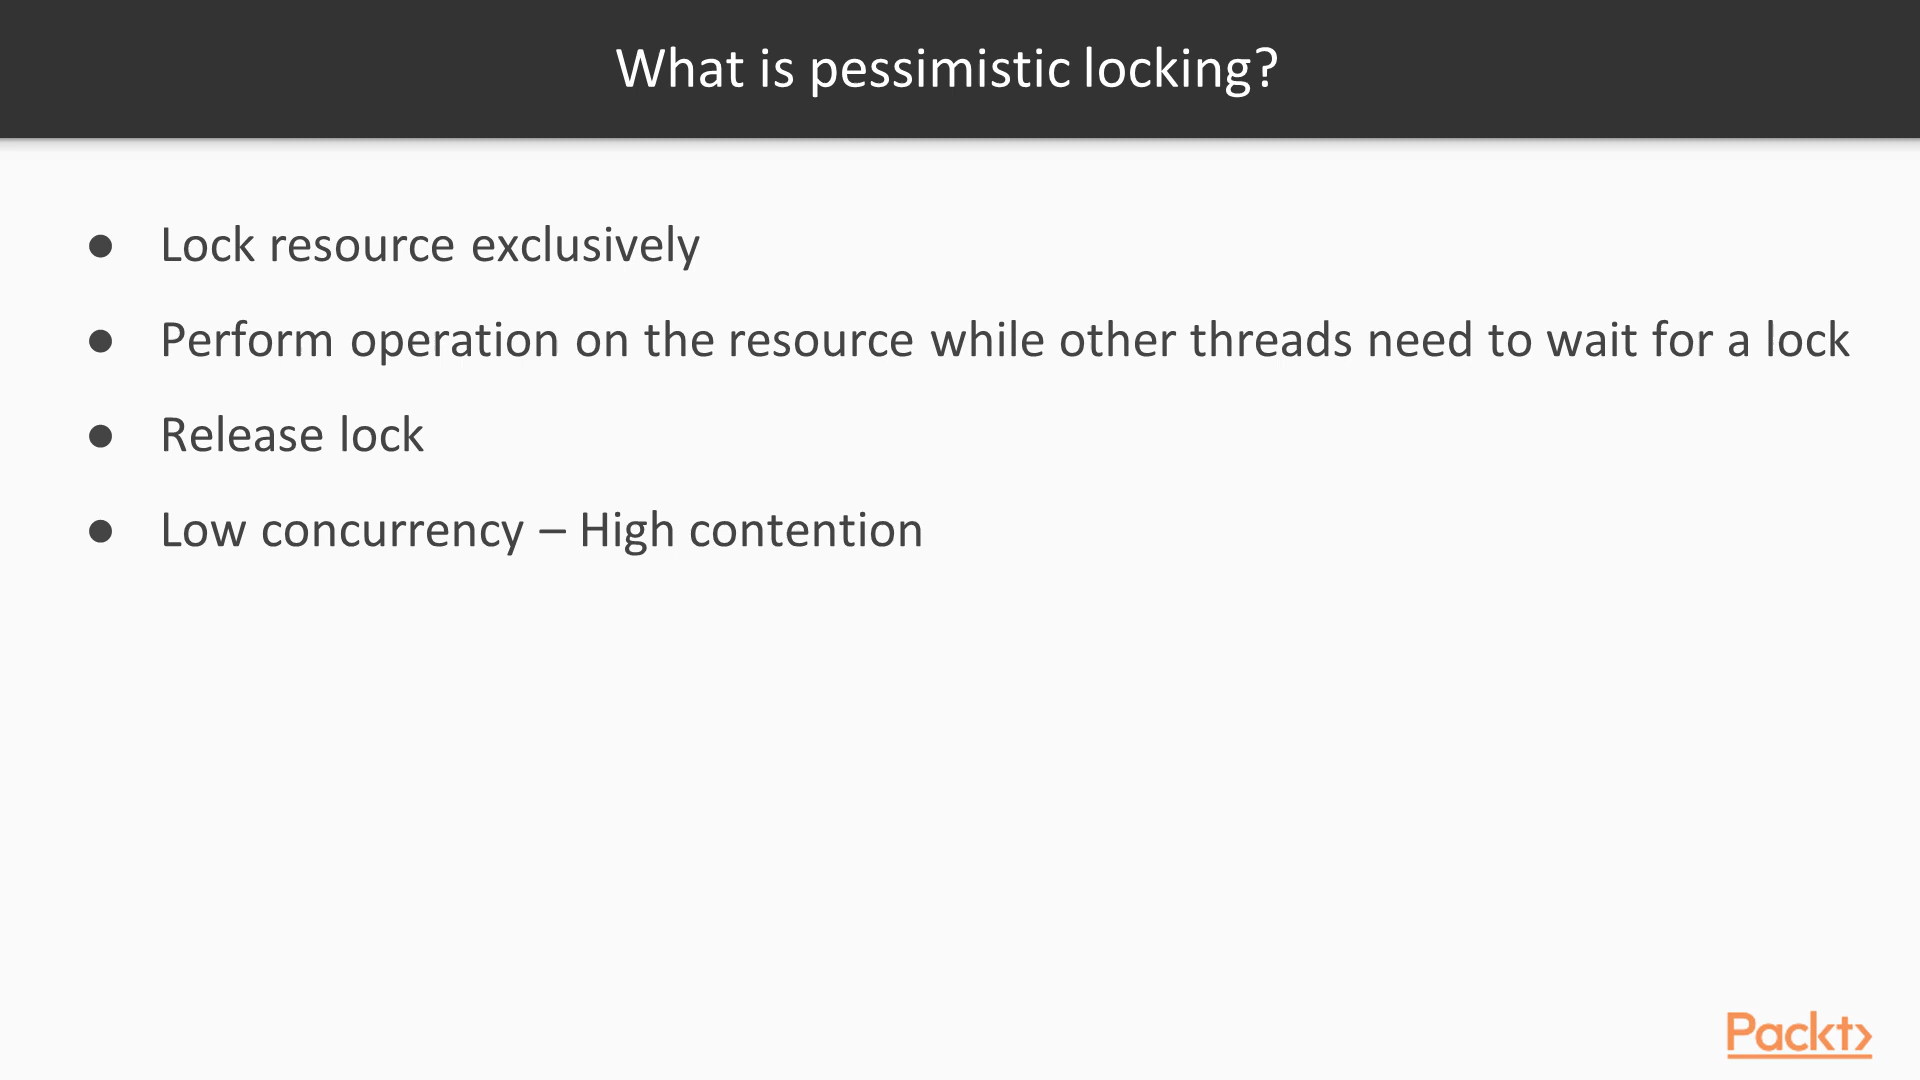 What is pessimistic locking?
● Lock resource exclusively
● Perform operation on the resource while other threads need to wait for a lock
● Release lock
● Low concurrency – High contention
Packt>